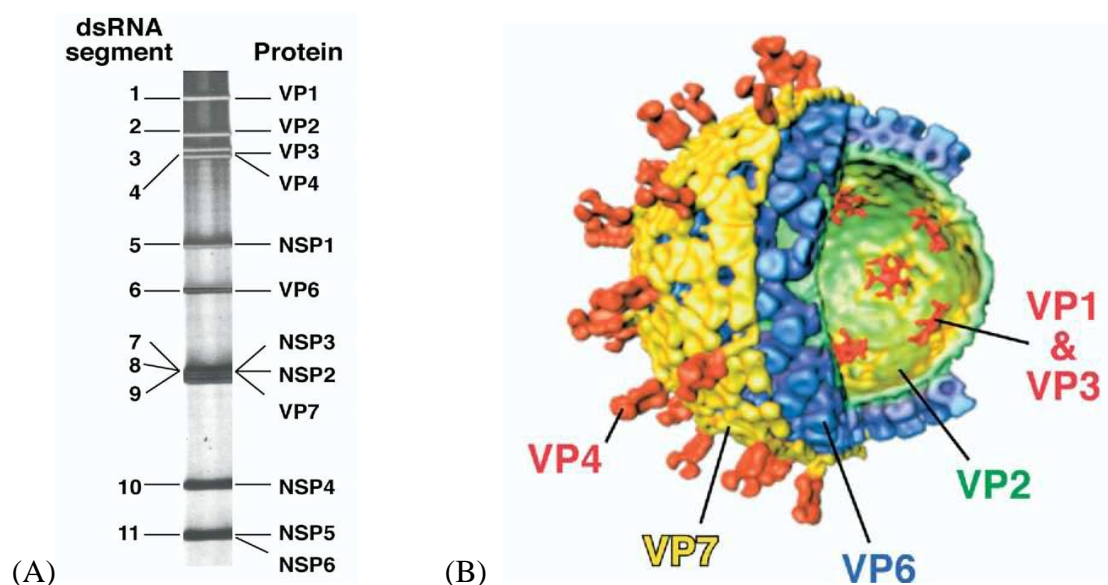 dsRNA
segment
Protein
1
VP1
2
VP2
3
VP3
4
VP4
5
NSP1
6
VP6
7
NSP3
8
NSP2
9
VP7
10
NSP4
11
NSP5
NSP6
(A)
VP1
&
VP3
VP4
VP2
VP7
VP6
(B)